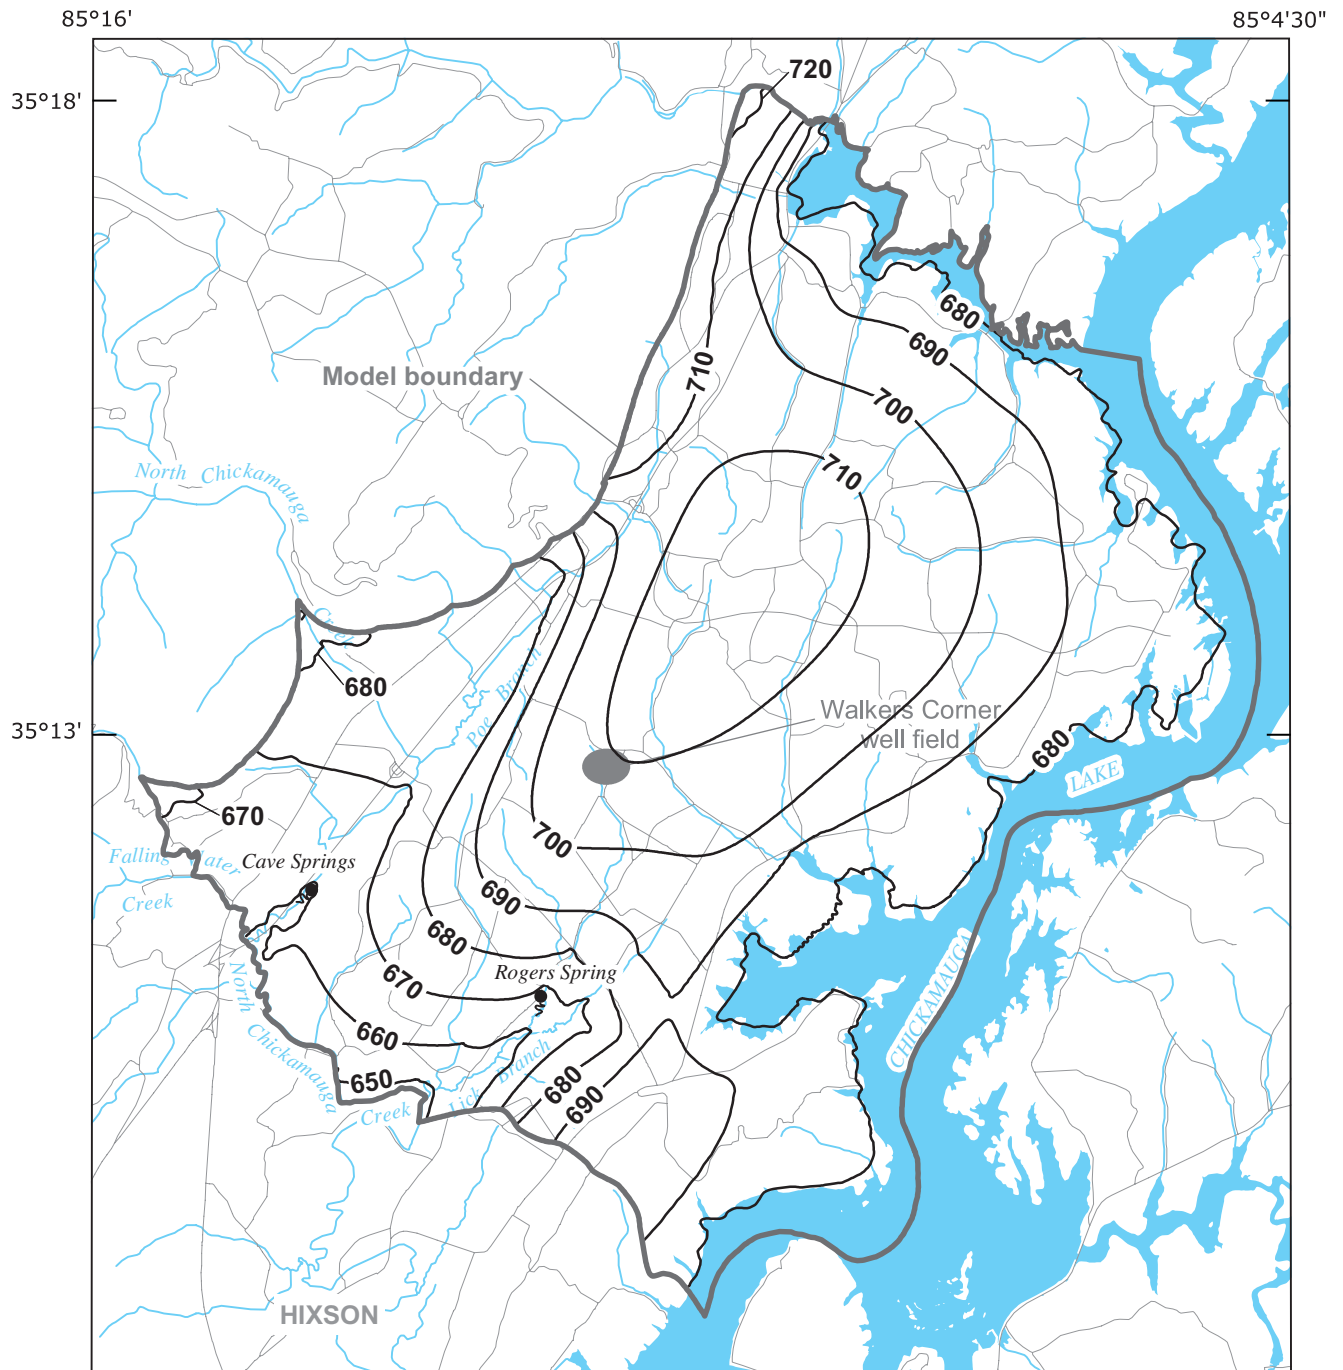 85°16'
85°4'30"
35°18'
720
680
690
Model boundary
710
700
710
North Chickamauga
Creek
680
Poe Branch
Walkers Corner
well field
35°13'
680
LAKE
670
700
Falling Water
Creek
Cave Springs
690
680
CHICKAMAUGA
670
Rogers Spring
North Chickamauga
Creek
660
650
Lick Branch
680
690
HIXSON